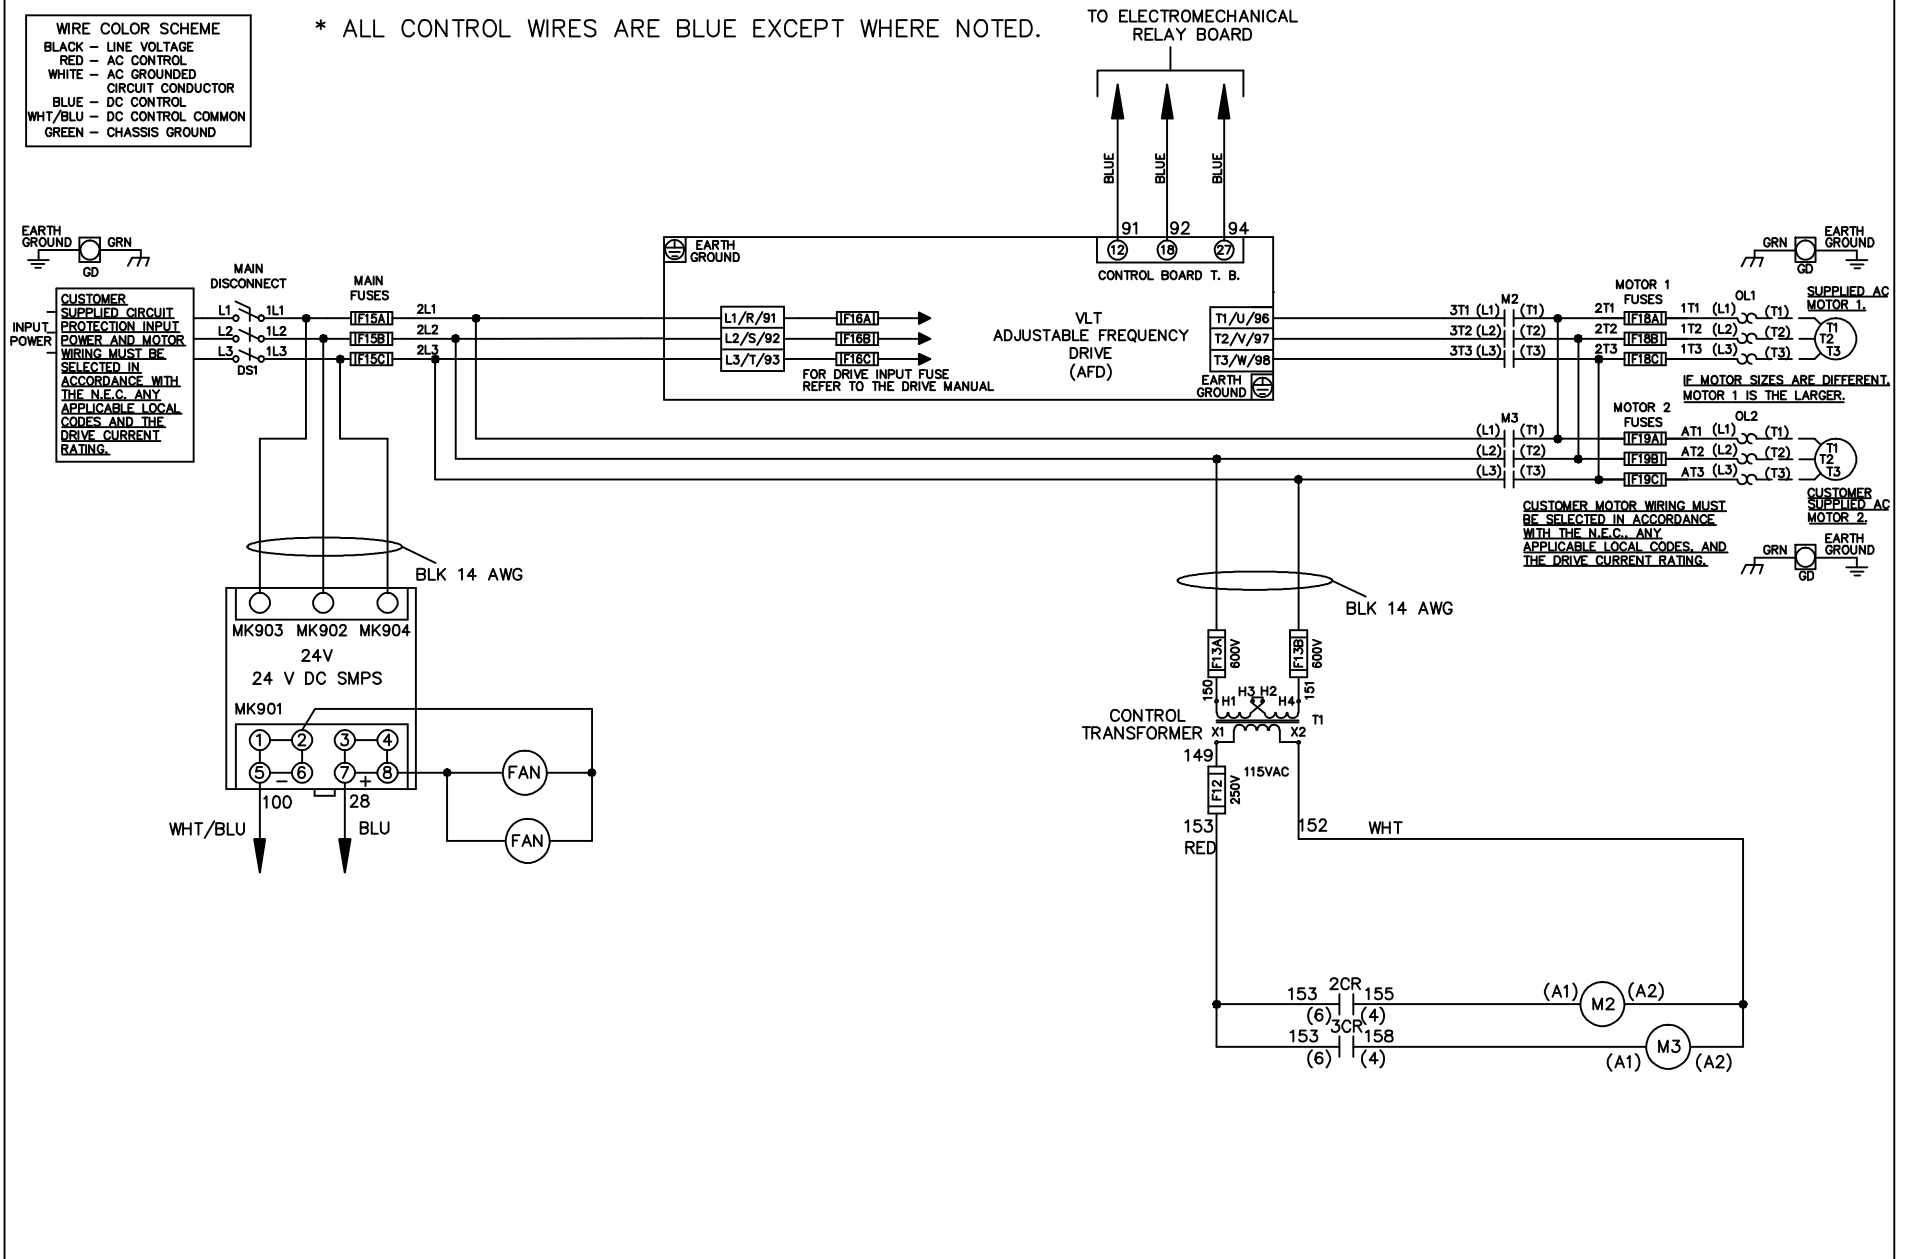 WIRE COLOR SCHEME
BLACK – LINE VOLTAGE
RED – AC CONTROL
WHITE – AC GROUNDED
CIRCUIT CONDUCTOR
BLUE – DC CONTROL
WHT/BLU – DC CONTROL COMMON
GREEN – CHASSIS GROUND
* ALL CONTROL WIRES ARE BLUE EXCEPT WHERE NOTED.
TO ELECTROMECHANICAL
RELAY BOARD
BLUE
BLUE
BLUE
91
92
94
12
18
27
CONTROL BOARD T. B.
EARTH
GROUND
GRN
GD
INPUT
POWER
CUSTOMER
SUPPLIED CIRCUIT
PROTECTION INPUT
POWER AND MOTOR
WIRING MUST BE
SELECTED IN
ACCORDANCE WITH
THE N.E.C. ANY
APPLICABLE LOCAL
CODES AND THE
DRIVE CURRENT
RATING.
MAIN
DISCONNECT
L1
1L1
L2
1L2
L3
1L3
DS1
MAIN
FUSES
F15A
F15B
F15C
2L1
2L2
2L3
EARTH
GROUND
L1/R/91
L2/S/92
L3/T/93
F16A
F16B
F16C
FOR DRIVE INPUT FUSE
REFER TO THE DRIVE MANUAL
VLT
ADJUSTABLE FREQUENCY
DRIVE
(AFD)
T1/U/96
T2/V/97
T3/W/98
EARTH
GROUND
M2
3T1 (L1) (T1)
3T2 (L2) (T2)
3T3 (L3) (T3)
MOTOR 1
FUSES
2T1
F18A
1T1 (L1)
2T2
F18B
1T2 (L2)
2T3
F18C
1T3 (L3)
OL1
(T1)
(T2)
(T3)
GRN
EARTH
GROUND
GD
SUPPLIED AC
MOTOR 1.
T1
T2
T3
IF MOTOR SIZES ARE DIFFERENT,
MOTOR 1 IS THE LARGER.
M3
(L1) (T1)
(L2) (T2)
(L3) (T3)
MOTOR 2
FUSES
F19A
AT1 (L1)
F19B
AT2 (L2)
F19C
AT3 (L3)
OL2
(T1)
(T2)
(T3)
T1
T2
T3
CUSTOMER
SUPPLIED AC
MOTOR 2.
CUSTOMER MOTOR WIRING MUST
BE SELECTED IN ACCORDANCE
WITH THE N.E.C., ANY
APPLICABLE LOCAL CODES, AND
THE DRIVE CURRENT RATING.
GRN
EARTH
GROUND
GD
BLK 14 AWG
MK903 MK902 MK904
24V
24 V DC SMPS
MK901
1
2
3
4
5
–
6
7
+
8
100
28
WHT/BLU
BLU
FAN
FAN
BLK 14 AWG
F13A
600V
F13B
600V
150
151
H1
H3
H2
H4
T1
CONTROL
TRANSFORMER
X1
X2
149
115VAC
F12
250V
153
RED
152
WHT
2CR
153
155
(6)
(4)
(A1)
M2
(A2)
3CR
153
158
(6)
(4)
(A1)
M3
(A2)